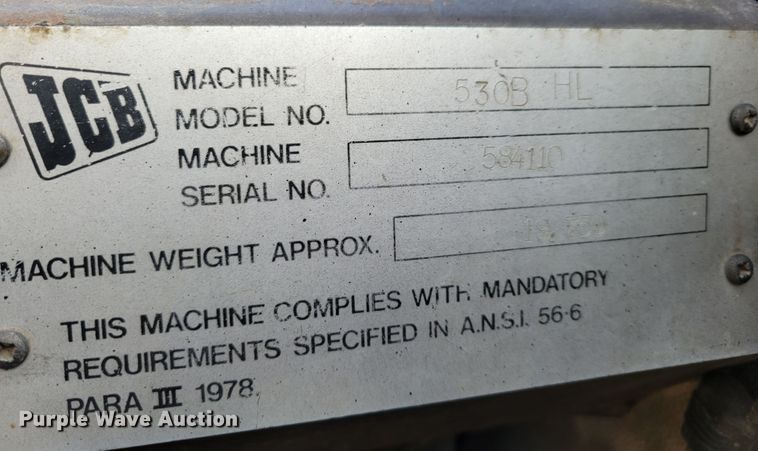 JCB
MACHINE
MODEL NO.
530B HL
MACHINE
SERIAL NO.
584110
MACHINE WEIGHT APPROX.
THIS MACHINE COMPLIES WITH MANDATORY
REQUIREMENTS SPECIFIED IN A.N.S.I. 56·6
PARA III 1978.
Purple Wave Auction